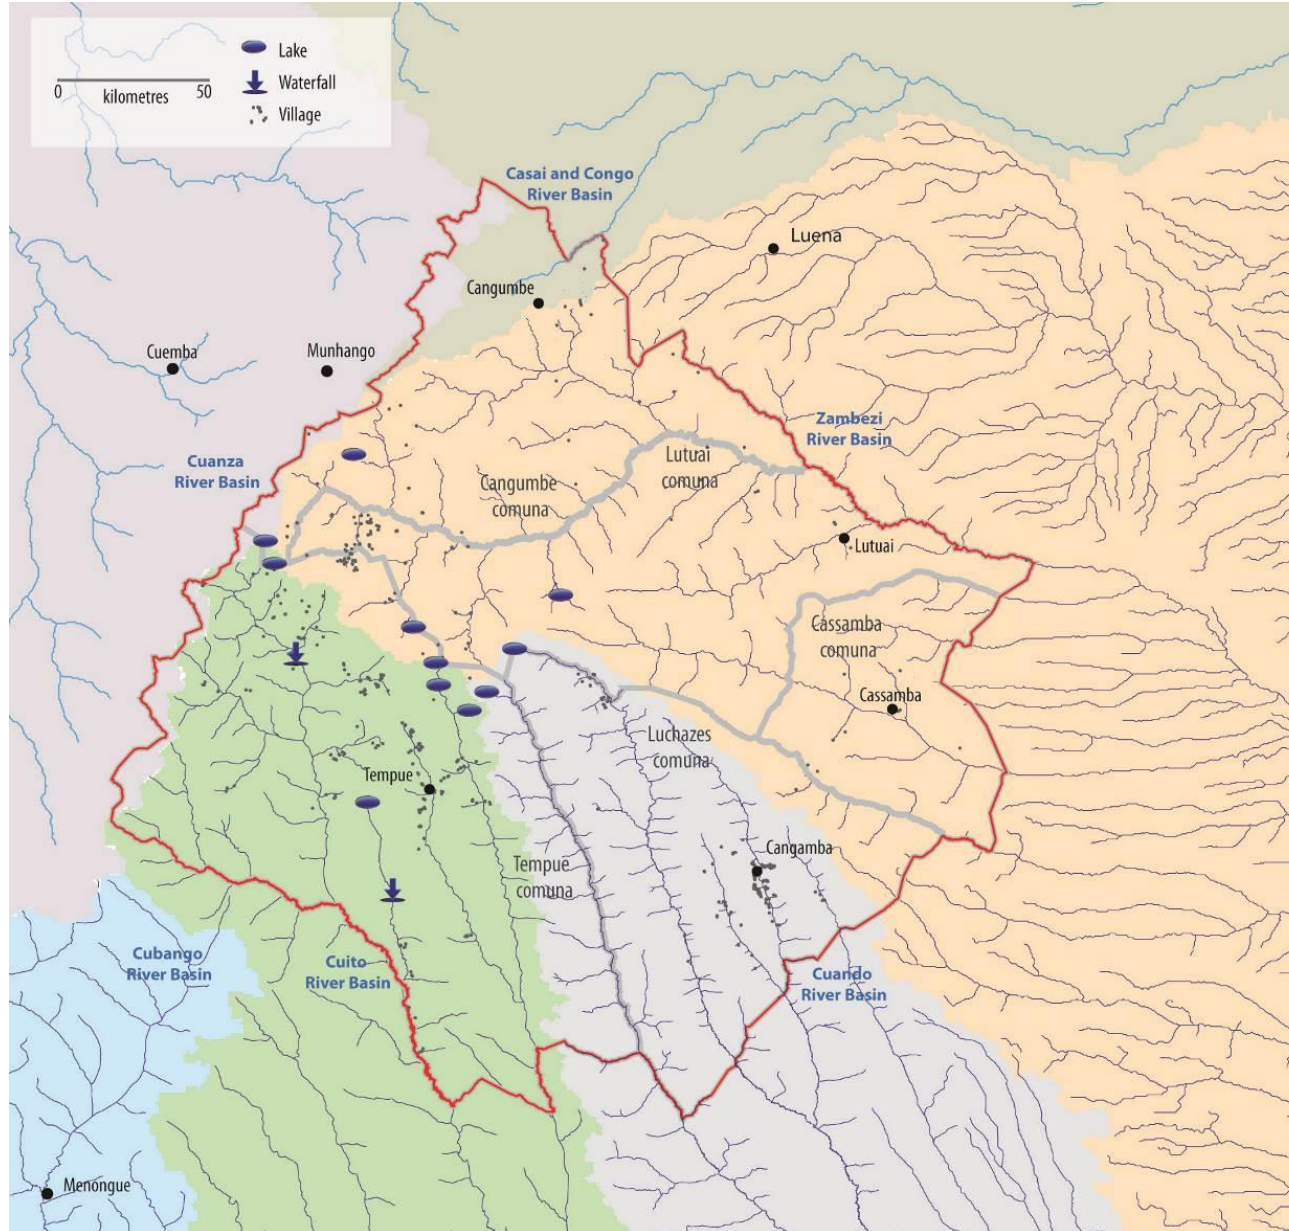 Lake
Waterfall
Village
0
50
kilometres
Casai and Congo
River Basin
Luena
Cangumbe
Cuemba
Munhango
Zambezi
River Basin
Cuanza
River Basin
Lutuai
comuna
Cangumbe
comuna
Lutuai
Cassamba
comuna
Cassamba
Luchazes
comuna
Tempue
Tempue
comuna
Cangamba
Cubango
River Basin
Cuito
River Basin
Cuando
River Basin
Menongue